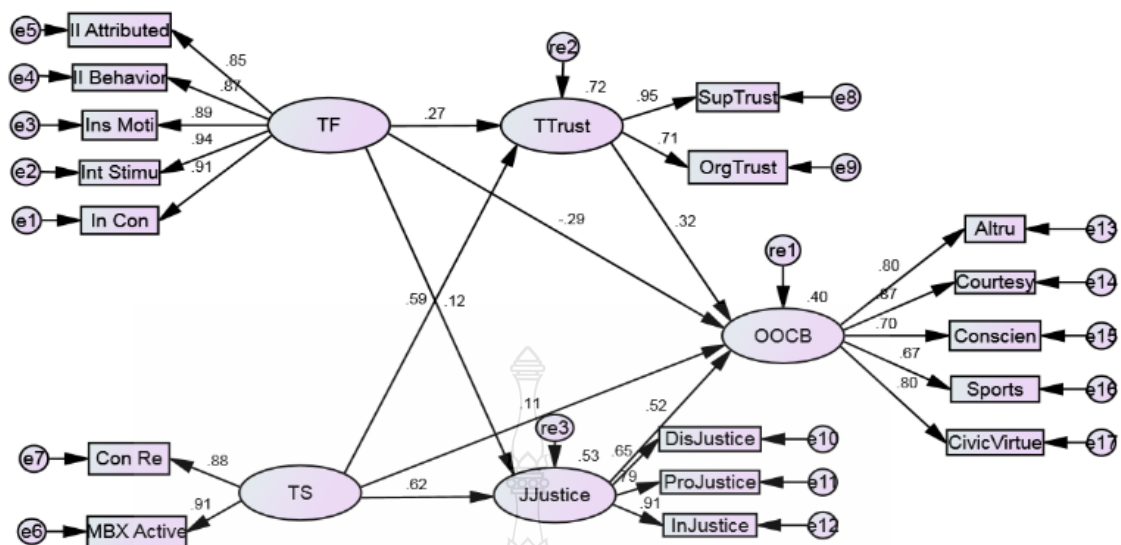 e5
II Attributed
.85
e4
II Behavior
.87
e3
Ins Moti
.89
e2
Int Stimu
.94
e1
In Con
.91
TF
.27
re2
.72
TTrust
.95
SupTrust
e8
.71
OrgTrust
e9
-.29
.32
.59
.12
re1
.40
OOCB
.80
Altru
e13
.87
Courtesy
e14
.70
Conscien
e15
.67
Sports
e16
.80
CivicVirtue
e17
.11
.52
re3
.53
JJustice
.65
DisJustice
e10
.79
ProJustice
e11
.91
InJustice
e12
e7
Con Re
.88
TS
.62
e6
MBX Active
.91